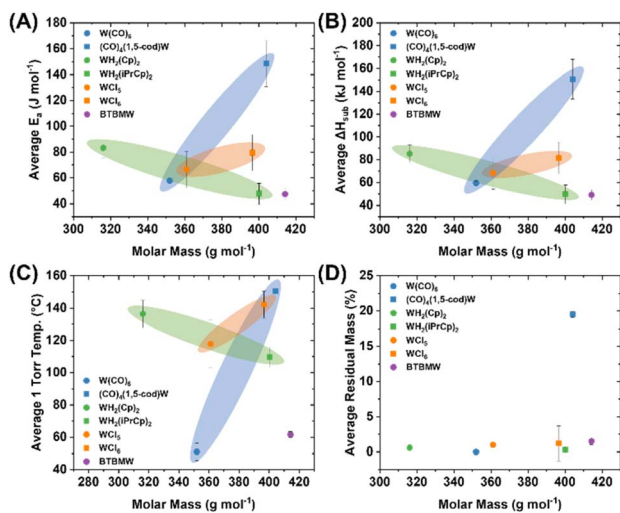 (A)
180
160
140
120
100
80
60
40
Average Eₐ (J mol⁻¹)
W(CO)₆
(CO)₄(1,5-cod)W
WH₂(Cp)₂
WH₂(iPrCp)₂
WCl₅
WCl₆
BTBMW
300 320 340 360 380 400 420
Molar Mass (g mol⁻¹)
(B)
200
180
160
140
120
100
80
60
40
20
0
Average ΔHsub (kJ mol⁻¹)
W(CO)₆
(CO)₄(1,5-cod)W
WH₂(Cp)₂
WH₂(iPrCp)₂
WCl₅
WCl₆
BTBMW
300 320 340 360 380 400 420
Molar Mass (g mol⁻¹)
(C)
160
140
120
100
80
60
40
Average 1 Torr Temp. (°C)
W(CO)₆
(CO)₄(1,5-cod)W
WH₂(Cp)₂
WH₂(iPrCp)₂
WCl₅
WCl₆
BTBMW
300 320 340 360 380 400 420
Molar Mass (g mol⁻¹)
(D)
25
20
15
10
5
0
Average Residual Mass (%)
W(CO)₆
(CO)₄(1,5-cod)W
WH₂(Cp)₂
WH₂(iPrCp)₂
WCl₅
WCl₆
BTBMW
300 320 340 360 380 400 420
Molar Mass (g mol⁻¹)